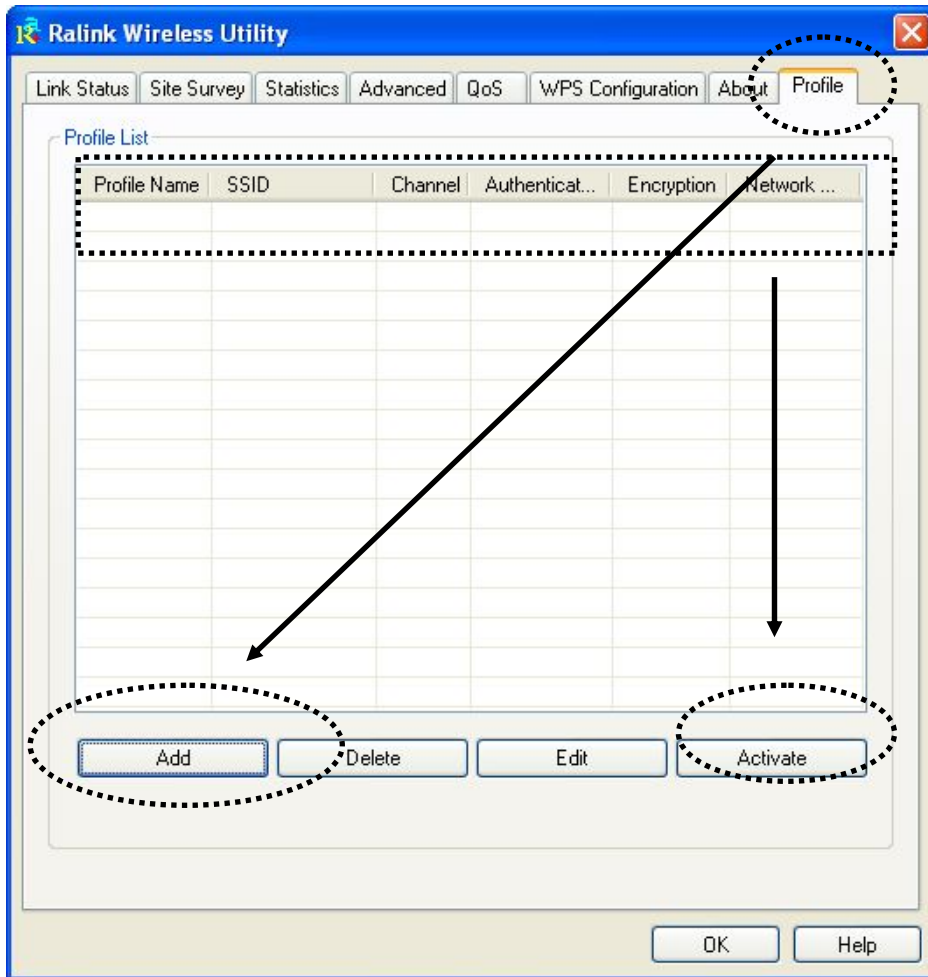 Ralink Wireless Utility
Link Status Site Survey Statistics Advanced QoS WPS Configuration About Profile
Profile List
Profile Name SSID Channel Authenticat... Encryption Network ...
Add Delete Edit Activate
OK Help